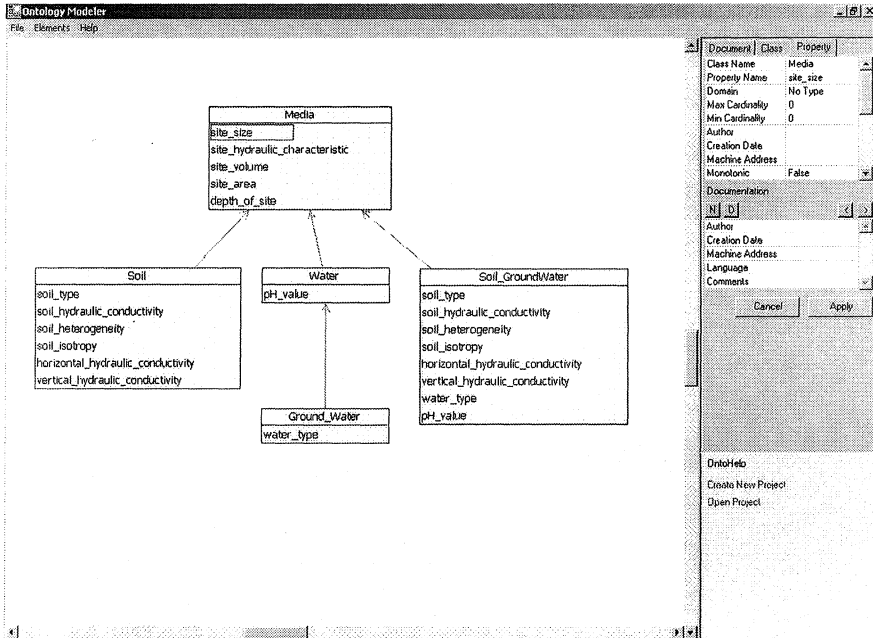 Ontology Modeler
File Elements Help
Media
site_size
site_hydraulic_characteristic
site_volume
site_area
depth_of_site
Soil
soil_type
soil_hydraulic_conductivity
soil_heterogeneity
soil_isotropy
horizontal_hydraulic_conductivity
vertical_hydraulic_conductivity
Water
pH_value
Soil_GroundWater
soil_type
soil_hydraulic_conductivity
soil_heterogeneity
soil_isotropy
horizontal_hydraulic_conductivity
vertical_hydraulic_conductivity
water_type
pH_value
Ground_Water
water_type
Document Class Property
Class Name Media
Property Name site_size
Domain No Type
Max Cardinality 0
Min Cardinality 0
Author
Creation Date
Machine Address
Monotonic False
Documentation
N D < >
Author
Creation Date
Machine Address
Language
Comments
Cancel Apply
OntoHelp
Create New Project
Open Project